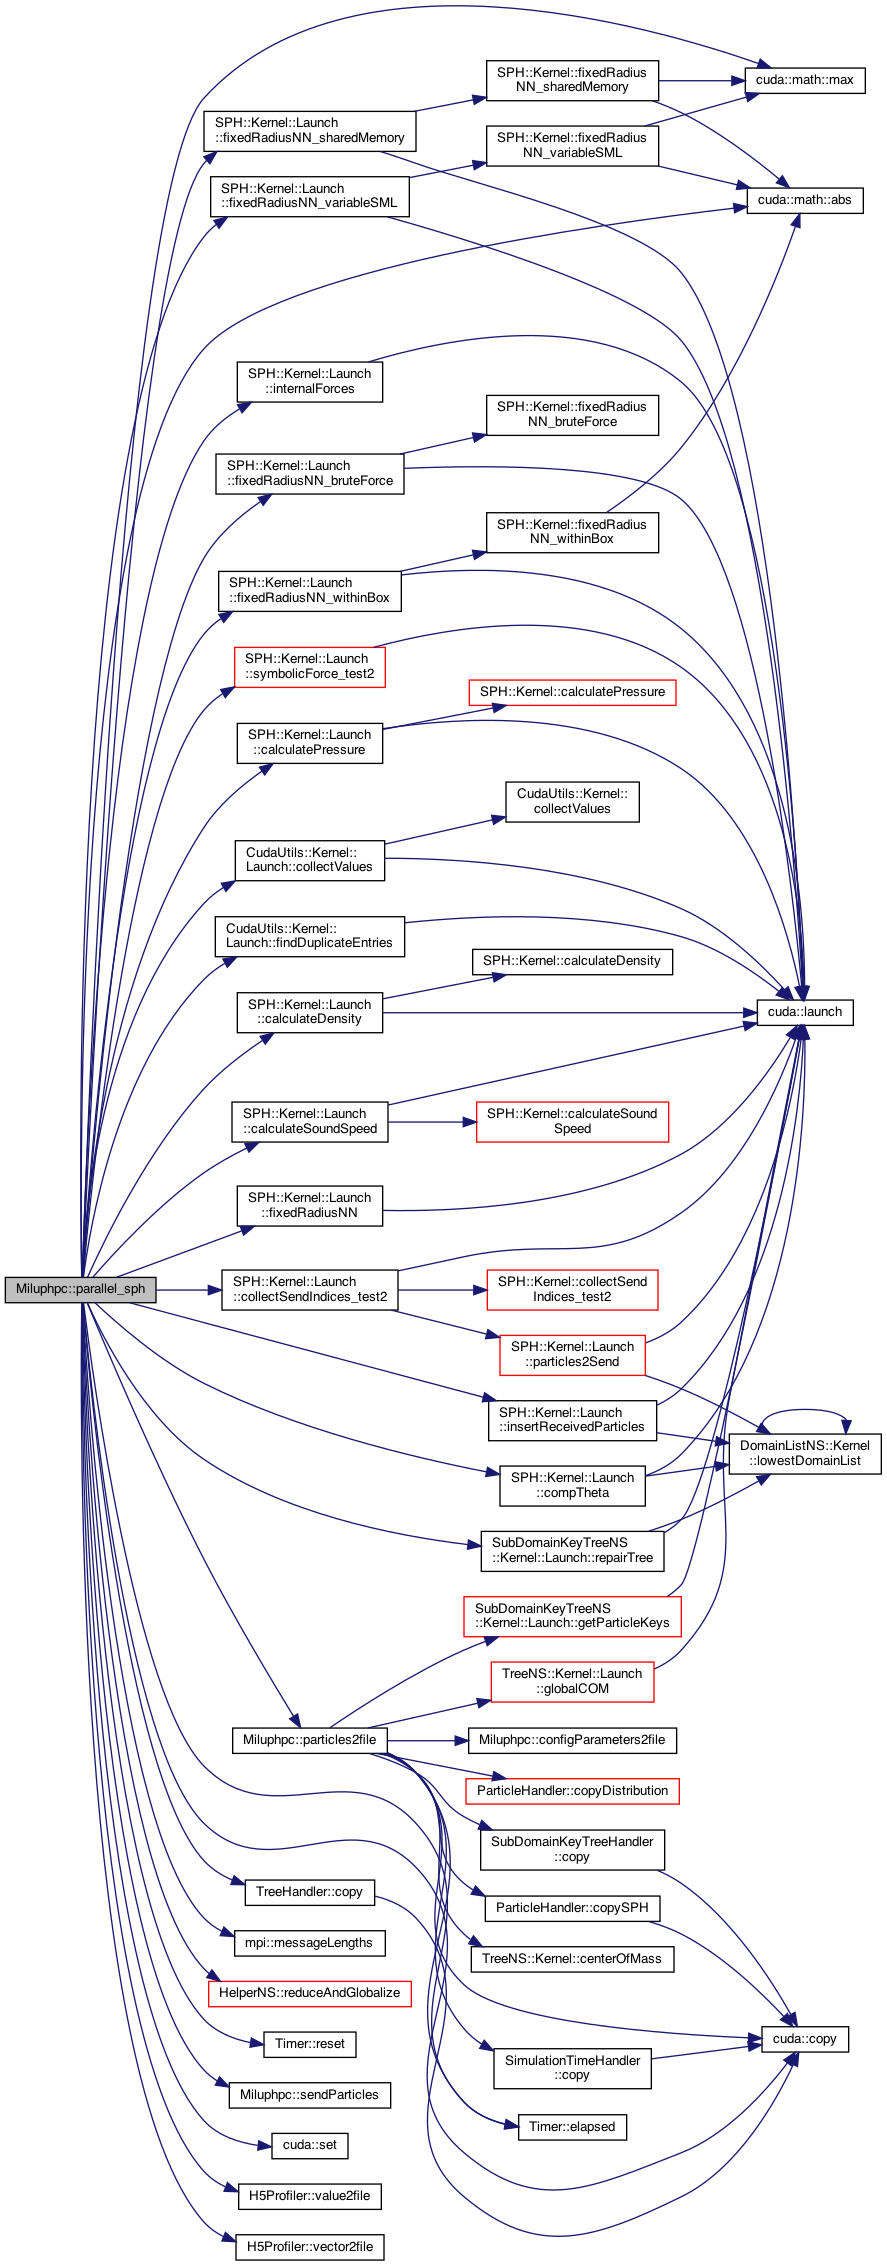 SPH::Kernel::fixedRadius
NN_sharedMemory
cuda::math::max
SPH::Kernel::Launch
::fixedRadiusNN_sharedMemory
SPH::Kernel::fixedRadius
NN_variableSML
SPH::Kernel::Launch
::fixedRadiusNN_variableSML
cuda::math::abs
SPH::Kernel::Launch
::internalForces
SPH::Kernel::fixedRadius
NN_bruteForce
SPH::Kernel::Launch
::fixedRadiusNN_bruteForce
SPH::Kernel::fixedRadius
NN_withinBox
SPH::Kernel::Launch
::fixedRadiusNN_withinBox
SPH::Kernel::Launch
::symbolicForce_test2
SPH::Kernel::calculatePressure
SPH::Kernel::Launch
::calculatePressure
CudaUtils::Kernel::
collectValues
CudaUtils::Kernel::
Launch::collectValues
CudaUtils::Kernel::
Launch::findDuplicateEntries
SPH::Kernel::calculateDensity
SPH::Kernel::Launch
::calculateDensity
cuda::launch
SPH::Kernel::Launch
::calculateSoundSpeed
SPH::Kernel::calculateSound
Speed
SPH::Kernel::Launch
::fixedRadiusNN
Miluphpc::parallel_sph
SPH::Kernel::Launch
::collectSendIndices_test2
SPH::Kernel::collectSend
Indices_test2
SPH::Kernel::Launch
::particles2Send
SPH::Kernel::Launch
::insertReceivedParticles
DomainListNS::Kernel
::lowestDomainList
SPH::Kernel::Launch
::compTheta
SubDomainKeyTreeNS
::Kernel::Launch::repairTree
SubDomainKeyTreeNS
::Kernel::Launch::getParticleKeys
TreeNS::Kernel::Launch
::globalCOM
Miluphpc::particles2file
Miluphpc::configParameters2file
ParticleHandler::copyDistribution
SubDomainKeyTreeHandler
::copy
TreeHandler::copy
ParticleHandler::copySPH
mpi::messageLengths
TreeNS::Kernel::centerOfMass
HelperNS::reduceAndGlobalize
cuda::copy
Timer::reset
SimulationTimeHandler
::copy
Miluphpc::sendParticles
Timer::elapsed
cuda::set
H5Profiler::value2file
H5Profiler::vector2file